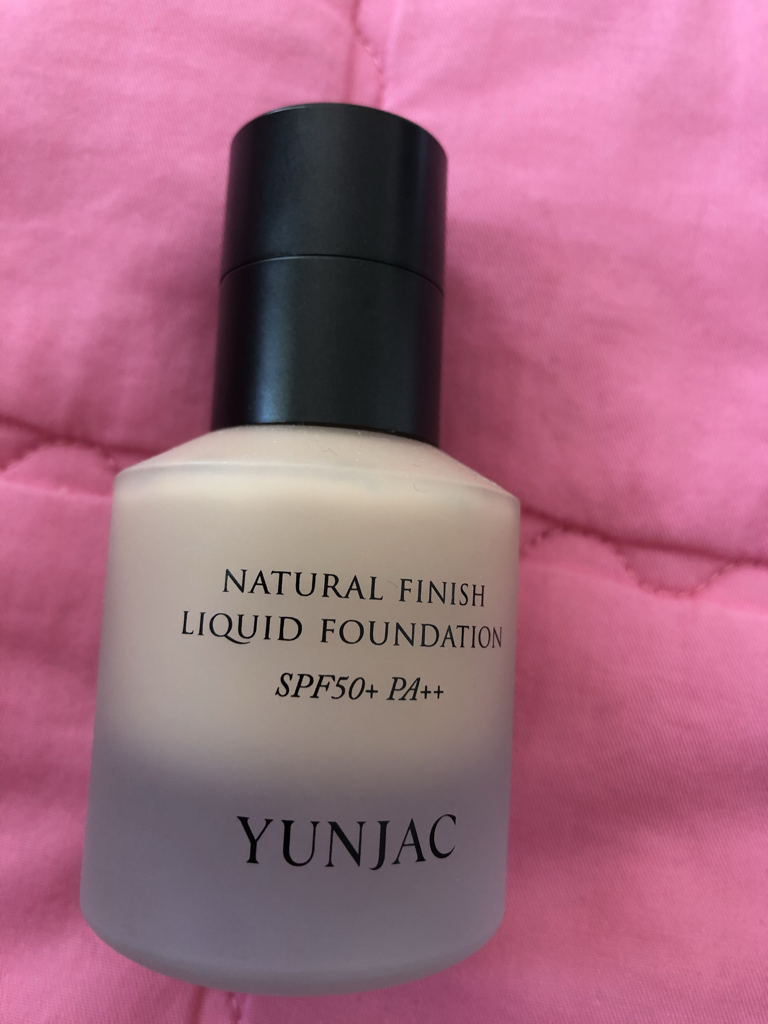 NATURAL FINISH
LIQUID FOUNDATION
SPF50+ PA++
YUNJAC